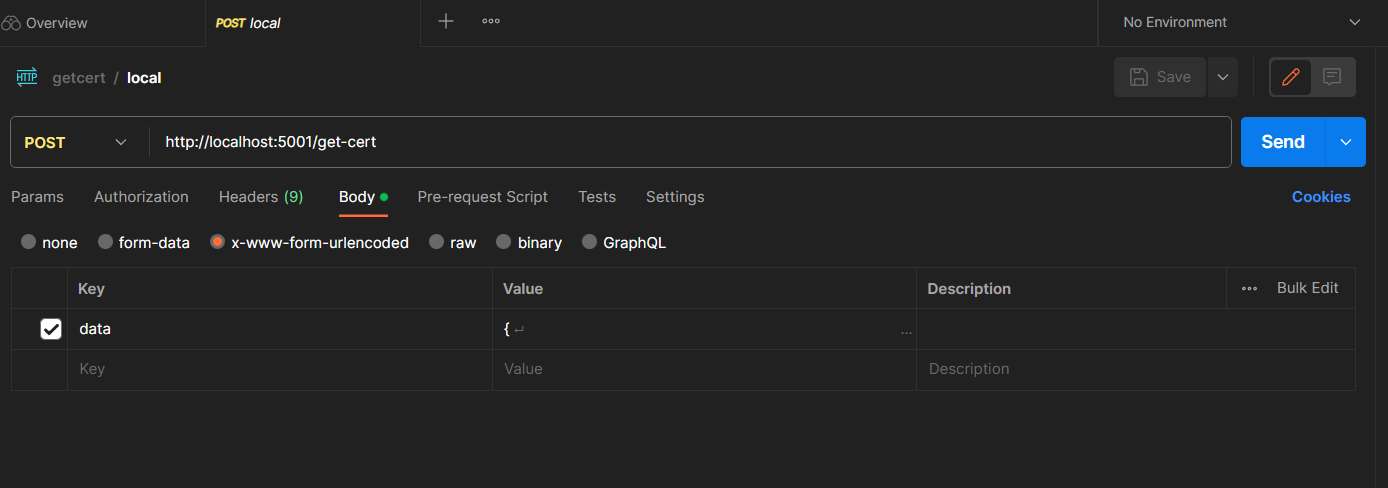 Overview POST local No Environment
HTTP getcert / local Save
POST http://localhost:5001/get-cert Send
Params Authorization Headers (9) Body Pre-request Script Tests Settings Cookies
none form-data x-www-form-urlencoded raw binary GraphQL
Key Value Description Bulk Edit
data { ↵ ...
Key Value Description